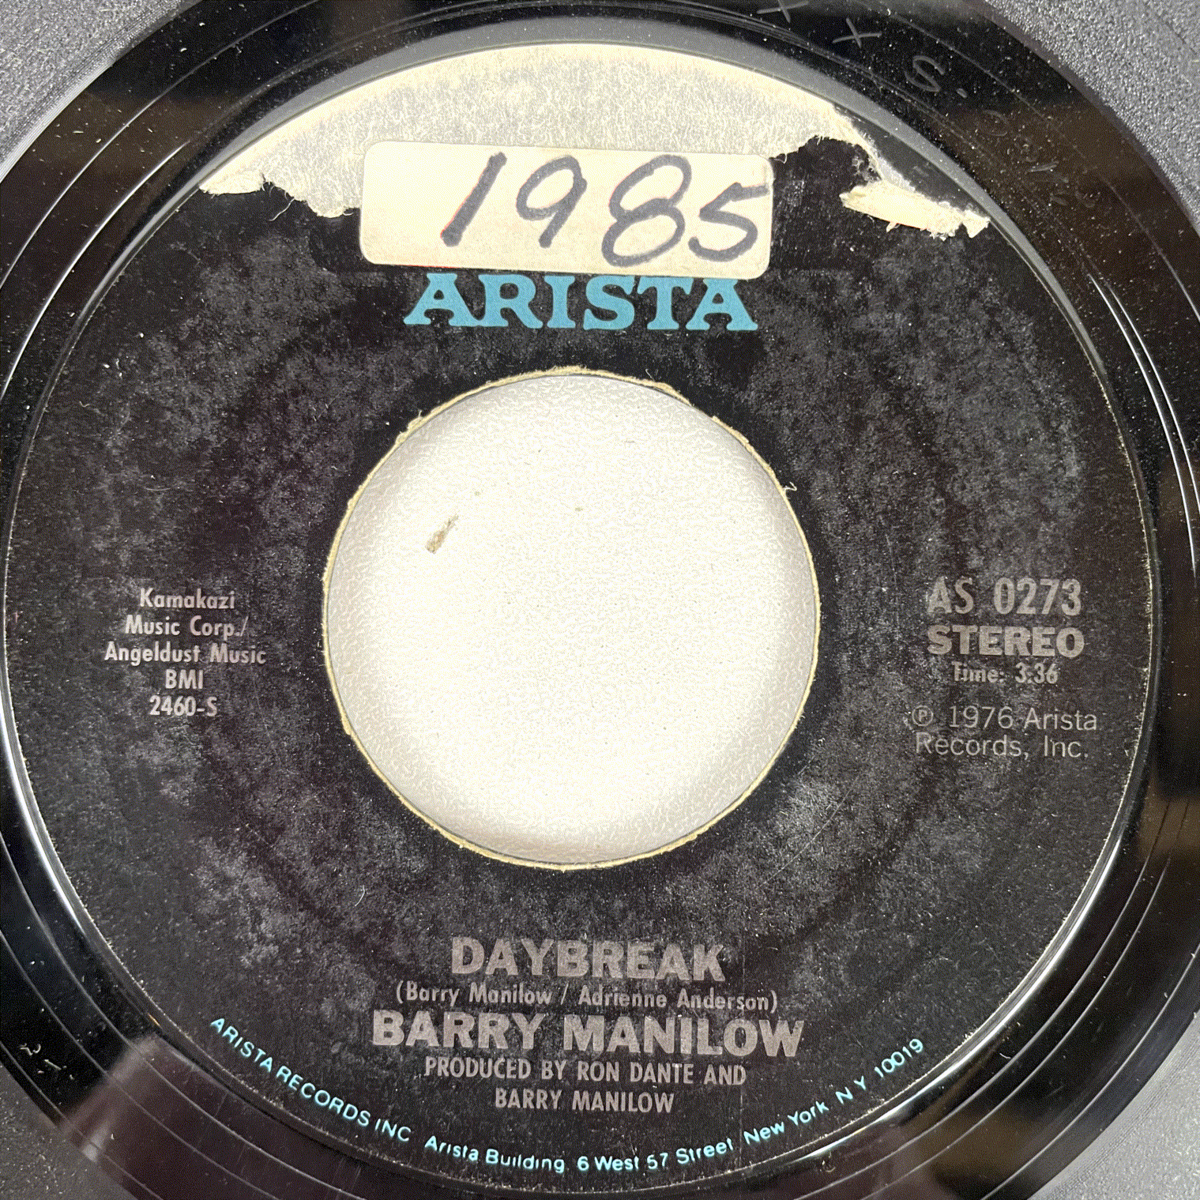 1985
ARISTA
Kamakazi
Music Corp./
Angeldust Music
BMI
2460-S
AS 0273
STEREO
Time: 3:36
℗ 1976 Arista
Records, Inc.
DAYBREAK
(Barry Manilow / Adrienne Anderson)
BARRY MANILOW
PRODUCED BY RON DANTE AND
BARRY MANILOW
ARISTA RECORDS INC Arista Building 6 West 57 Street New York N Y 10019